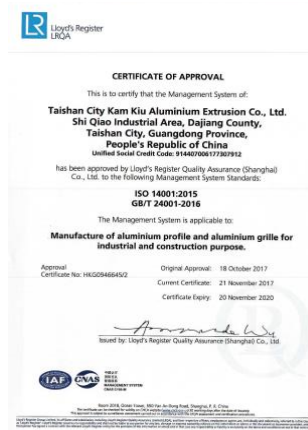 LR
Lloyd's Register
LRQA
CERTIFICATE OF APPROVAL
This is to certify that the Management System of:
Taishan City Kam Kiu Aluminium Extrusion Co., Ltd.
Shi Qiao Industrial Area, Dajiang County,
Taishan City, Guangdong Province,
People's Republic of China
Unified Social Credit Code: 914407006177307912
has been approved by Lloyd's Register Quality Assurance (Shanghai)
Co., Ltd. to the following Management System Standards:
ISO 14001:2015
GB/T 24001-2016
The Management System is applicable to:
Manufacture of aluminium profile and aluminium grille for
industrial and construction purpose.
Approval
Certificate No: HKG0946645/2
Original Approval: 18 October 2017
Current Certificate: 21 November 2017
Certificate Expiry: 20 November 2020
Issued by: Lloyd's Register Quality Assurance (Shanghai) Co., Ltd.
IAF
CNAS
MANAGEMENT SYSTEM